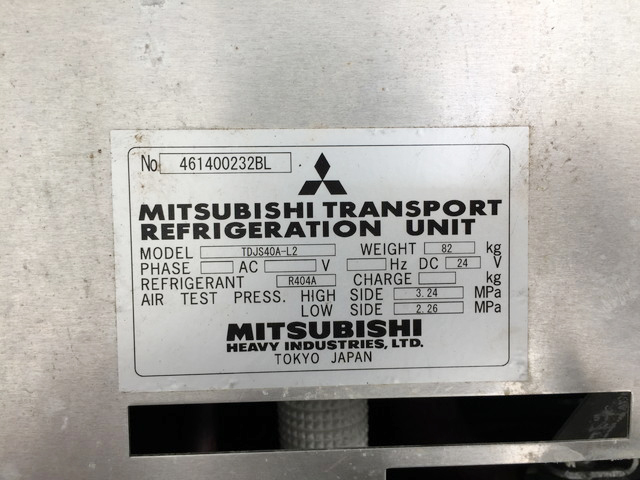 No 461400232BL
MITSUBISHI TRANSPORT
REFRIGERATION UNIT
MODEL TDJS40A-L2 WEIGHT 82 kg
PHASE AC V Hz DC 24 V
REFRIGERANT R404A CHARGE kg
AIR TEST PRESS. HIGH SIDE 3.24 MPa
LOW SIDE 2.26 MPa
MITSUBISHI
HEAVY INDUSTRIES, LTD.
TOKYO JAPAN